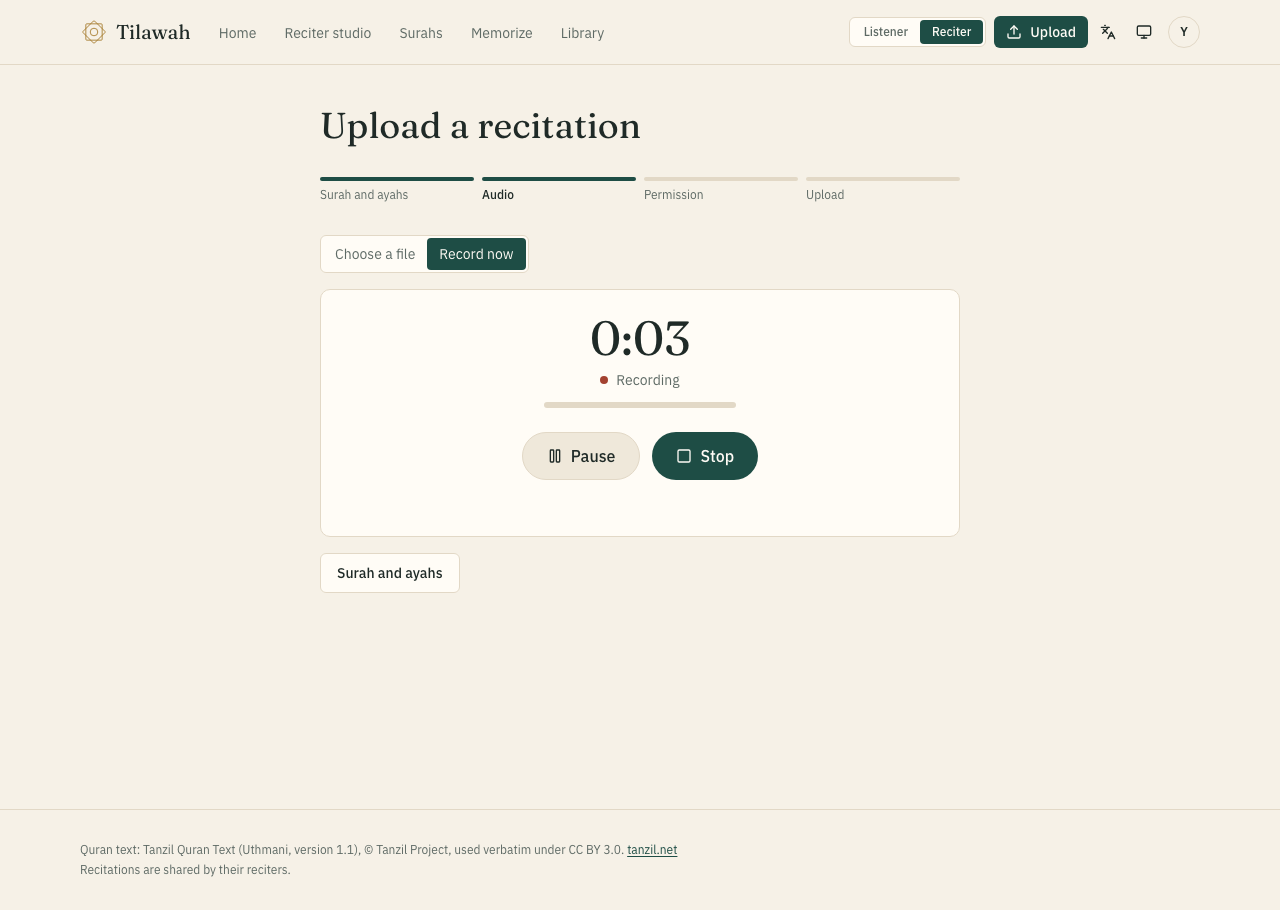 Tilawah
Home
Reciter studio
Surahs
Memorize
Library
Listener
Reciter
Upload
Y
Upload a recitation
Surah and ayahs
Audio
Permission
Upload
Choose a file
Record now
0:03
Recording
Pause
Stop
Surah and ayahs
Quran text: Tanzil Quran Text (Uthmani, version 1.1), © Tanzil Project, used verbatim under CC BY 3.0. tanzil.net
Recitations are shared by their reciters.